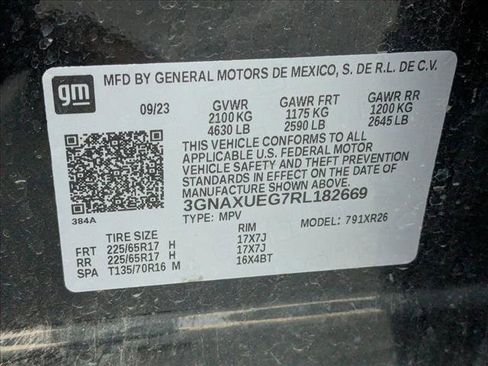 gm
MFD BY GENERAL MOTORS DE MEXICO, S. DE R.L. DE C.V.
09/23 GVWR GAWR FRT GAWR RR
2100 KG 1175 KG 1200 KG
4630 LB 2590 LB 2645 LB
THIS VEHICLE CONFORMS TO ALL
APPLICABLE U.S. FEDERAL MOTOR
VEHICLE SAFETY AND THEFT PREVENTION
STANDARDS IN EFFECT ON THE DATE OF
MANUFACTURE SHOWN ABOVE.
3GNAXUEG7RL182669
384A TYPE: MPV MODEL: 791XR26
TIRE SIZE RIM
FRT 225/65R17 H 17X7J
RR 225/65R17 H 17X7J
SPA T135/70R16 M 16X4BT